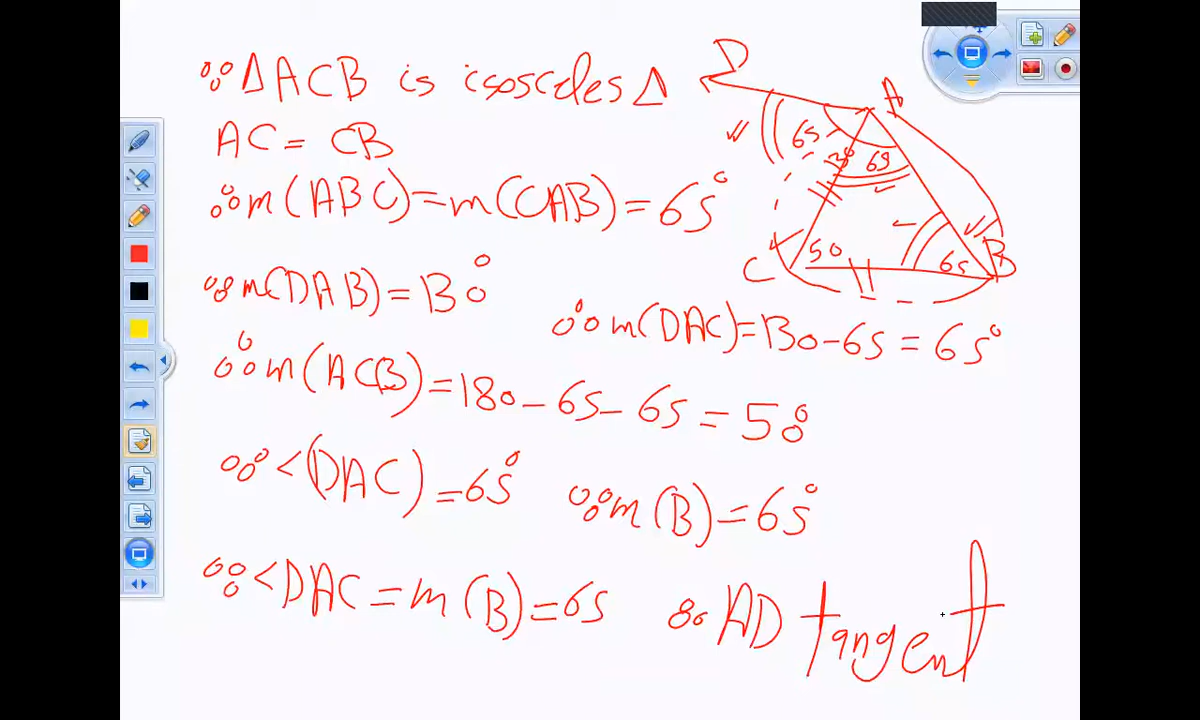 ∵ΔACB is isosceles Δ
AC = CB
∴m(ABC)=m(CAB)=65°
∵m(DAB)=130°
∴m(DAC)=130-65=65°
∴m(ACB)=180-65-65=50
∵<(DAC)=65°
∵m(B)=65°
∵<DAC=m(B)=65
∴AD tangent
D
A
65
130
65
C
50
65
B